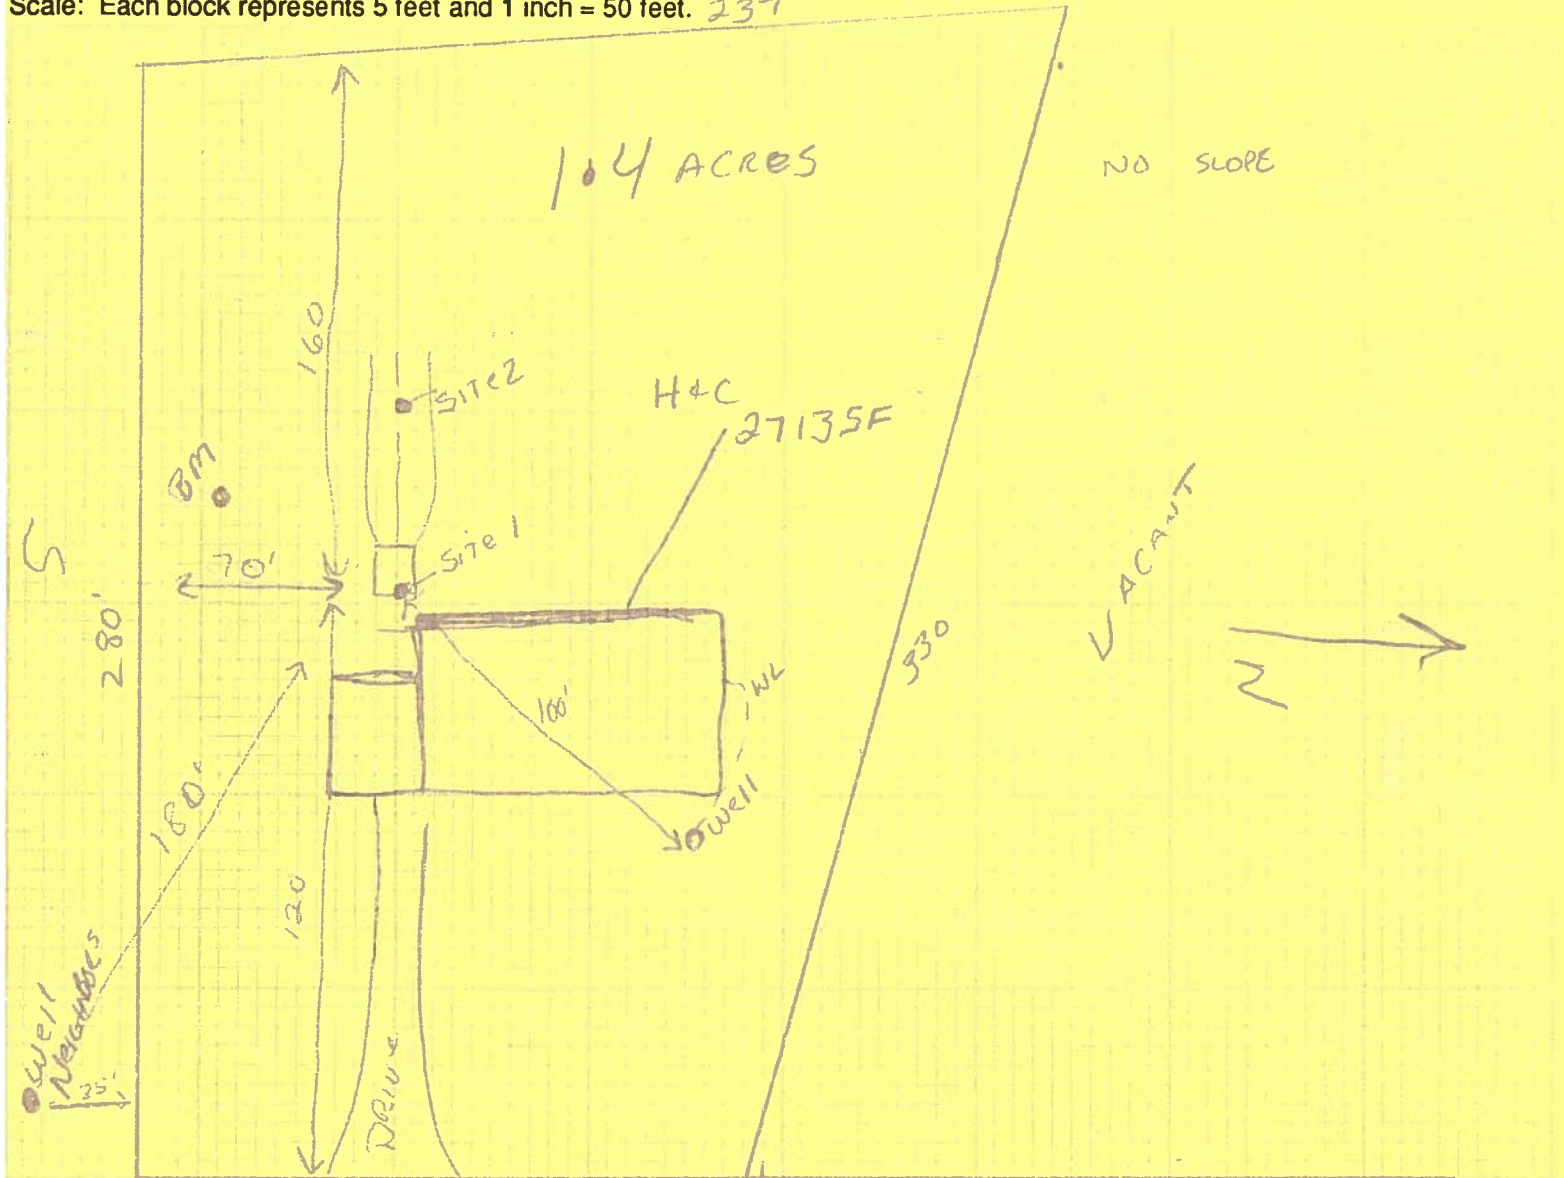 Scale: Each block represents 5 feet and 1 inch = 50 feet.
1.4 ACRES
NO SLOPE
160
Site 2
H&C
2713SF
BM
S
70'
Site 1
VACANT
280'
N
WL
100'
180'
Well
120
Well
Neighbors
35'
Drive